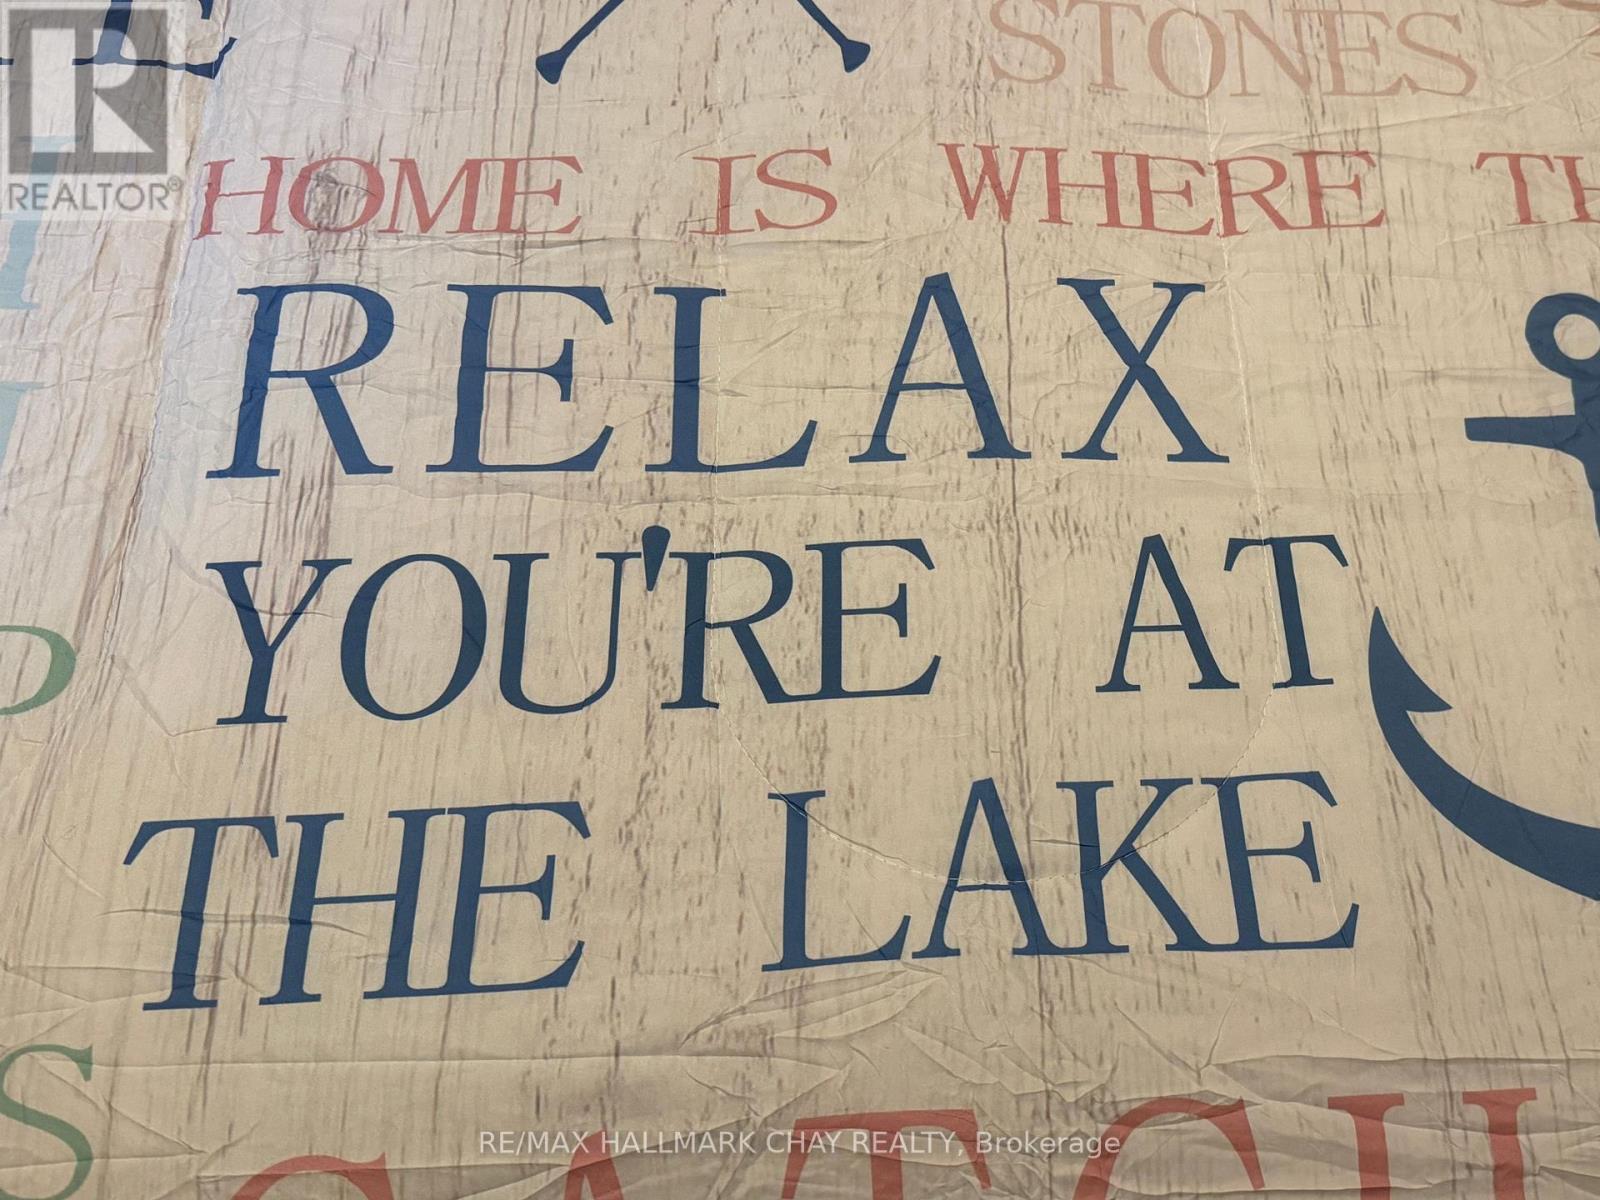 STONES
REALTOR®
HOME IS WHERE
RELAX
YOU'RE AT
THE LAKE
RE/MAX HALLMARK CHAY REALTY, Brokerage